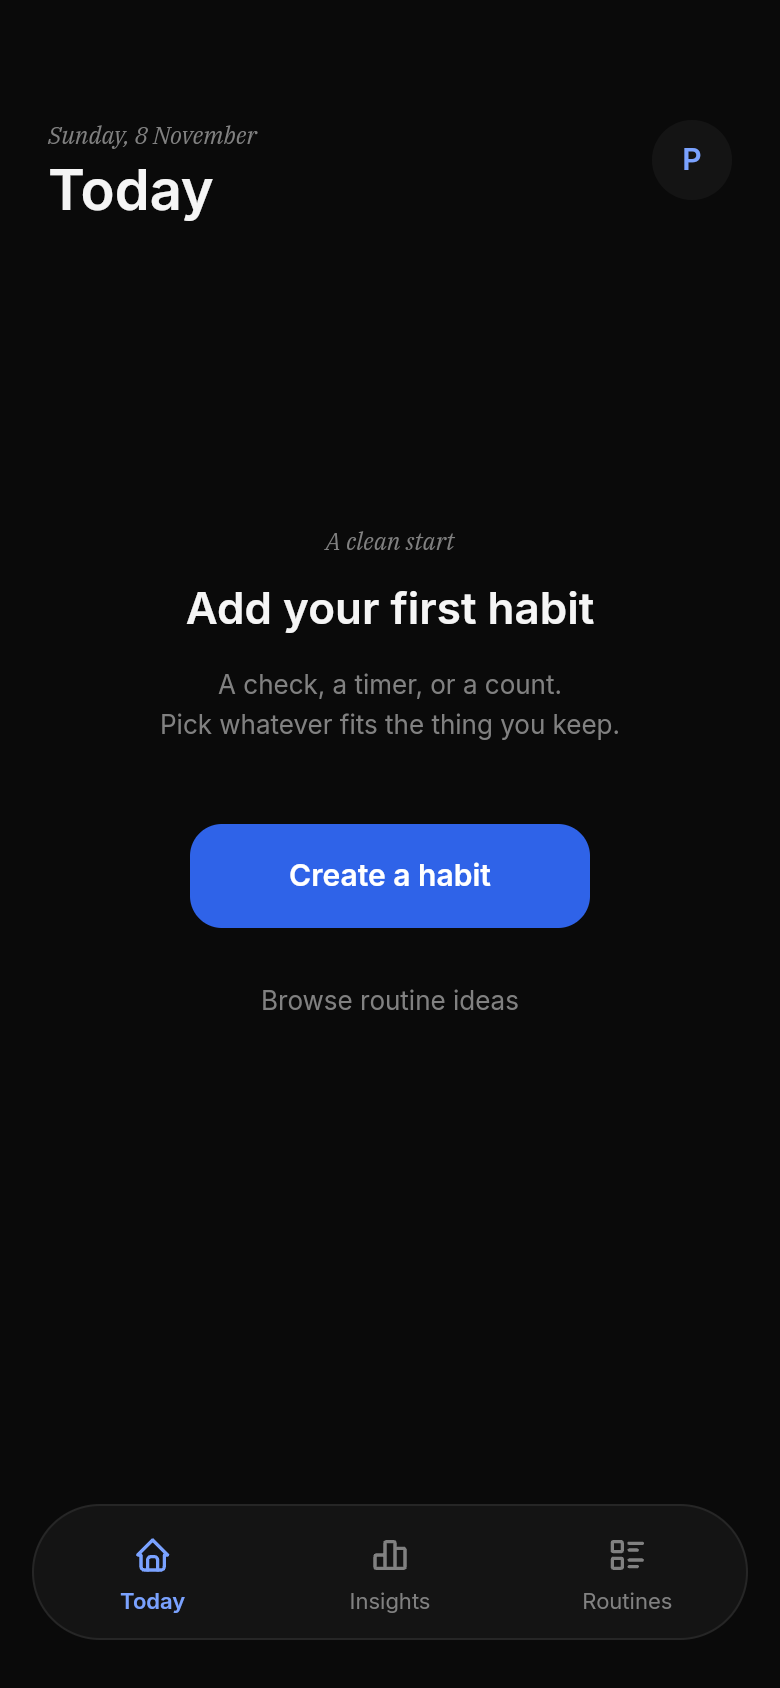 Sunday, 8 November
P
Today
A clean start
Add your first habit
A check, a timer, or a count.
Pick whatever fits the thing you keep.
Create a habit
Browse routine ideas
Today
Insights
Routines